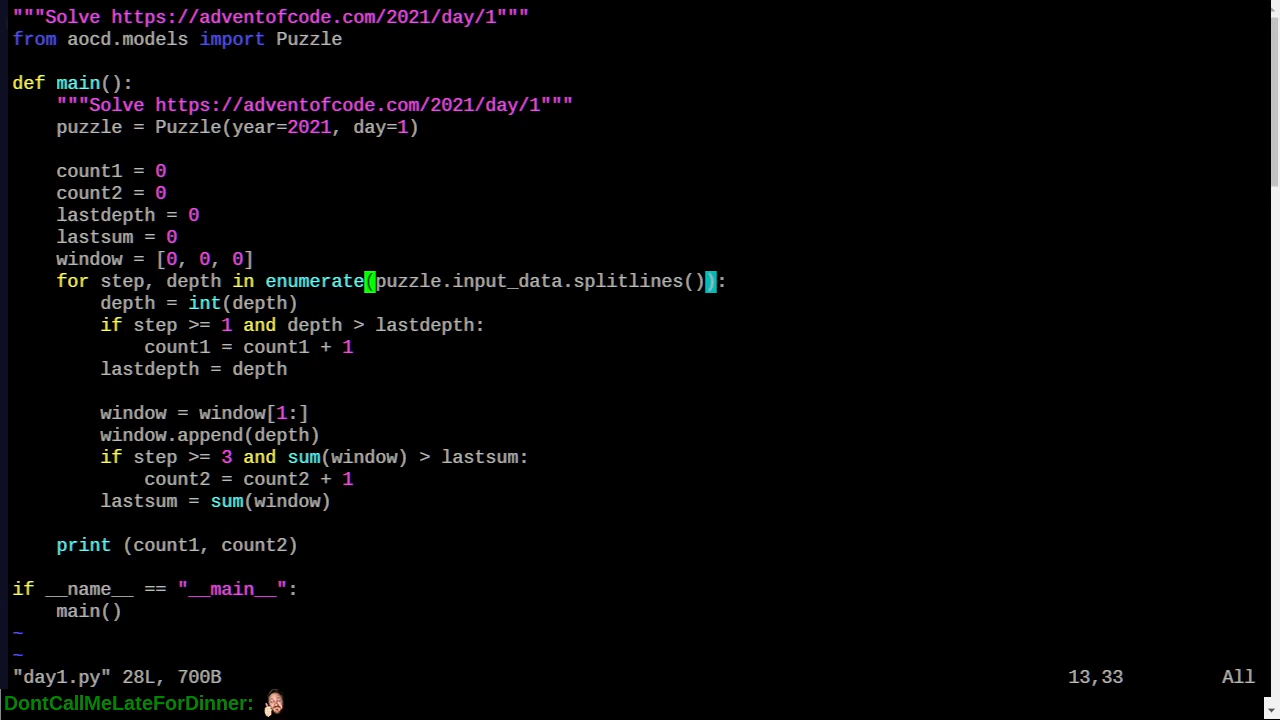 """Solve https://adventofcode.com/2021/day/1"""
from aocd.models import Puzzle

def main():
    """Solve https://adventofcode.com/2021/day/1"""
    puzzle = Puzzle(year=2021, day=1)

    count1 = 0
    count2 = 0
    lastdepth = 0
    lastsum = 0
    window = [0, 0, 0]
    for step, depth in enumerate(puzzle.input_data.splitlines()):
        depth = int(depth)
        if step >= 1 and depth > lastdepth:
            count1 = count1 + 1
        lastdepth = depth

        window = window[1:]
        window.append(depth)
        if step >= 3 and sum(window) > lastsum:
            count2 = count2 + 1
        lastsum = sum(window)

    print (count1, count2)

if __name__ == "__main__":
    main()
~
~
"day1.py" 28L, 700B 13,33 All
DontCallMeLateForDinner: